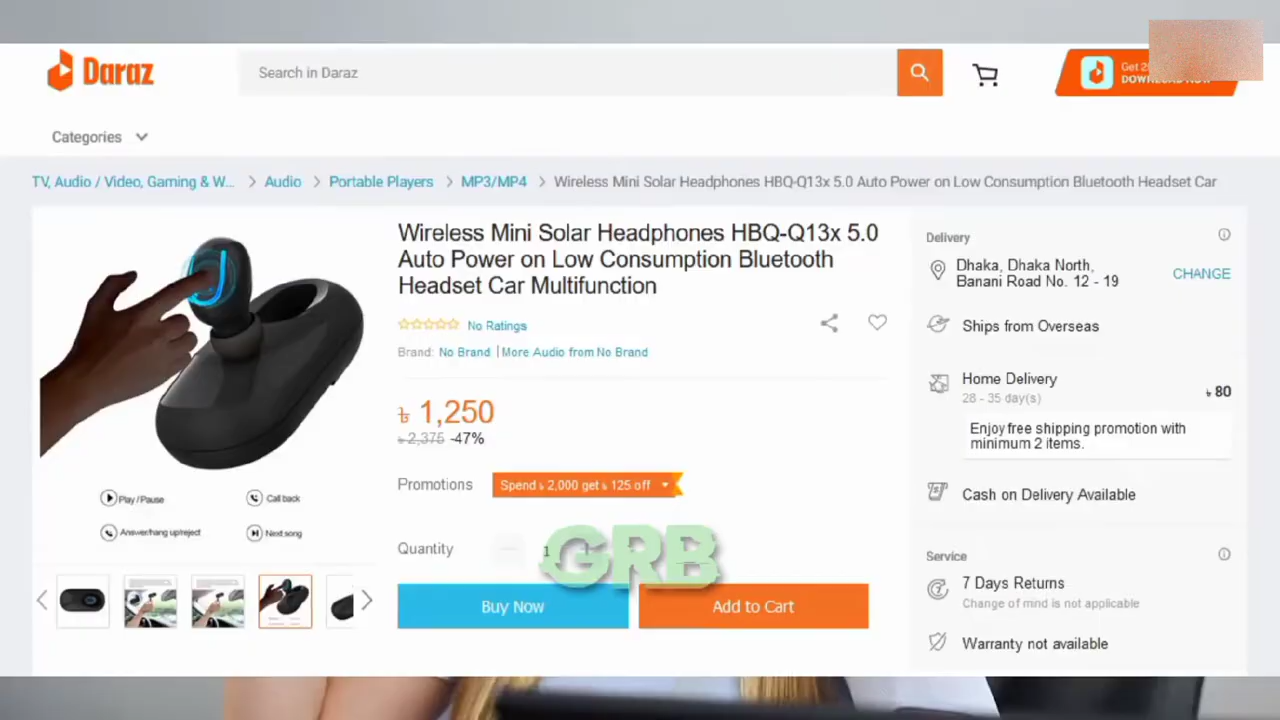 Daraz
Search in Daraz
Get
DOWNLOAD NOW
Categories
TV, Audio / Video, Gaming & W... > Audio > Portable Players > MP3/MP4 > Wireless Mini Solar Headphones HBQ-Q13x 5.0 Auto Power on Low Consumption Bluetooth Headset Car
Wireless Mini Solar Headphones HBQ-Q13x 5.0
Auto Power on Low Consumption Bluetooth
Headset Car Multifunction
No Ratings
Brand: No Brand | More Audio from No Brand
৳ 1,250
৳ 2,375 -47%
Promotions
Spend ৳ 2,000 get ৳ 125 off
Quantity
1
GRB
Buy Now
Add to Cart
Play / Pause
Call back
Answer/hang up/reject
Next song
Delivery
Dhaka, Dhaka North,
Banani Road No. 12 - 19
CHANGE
Ships from Overseas
Home Delivery
৳ 80
28 - 35 day(s)
Enjoy free shipping promotion with
minimum 2 items.
Cash on Delivery Available
Service
7 Days Returns
Change of mind is not applicable
Warranty not available